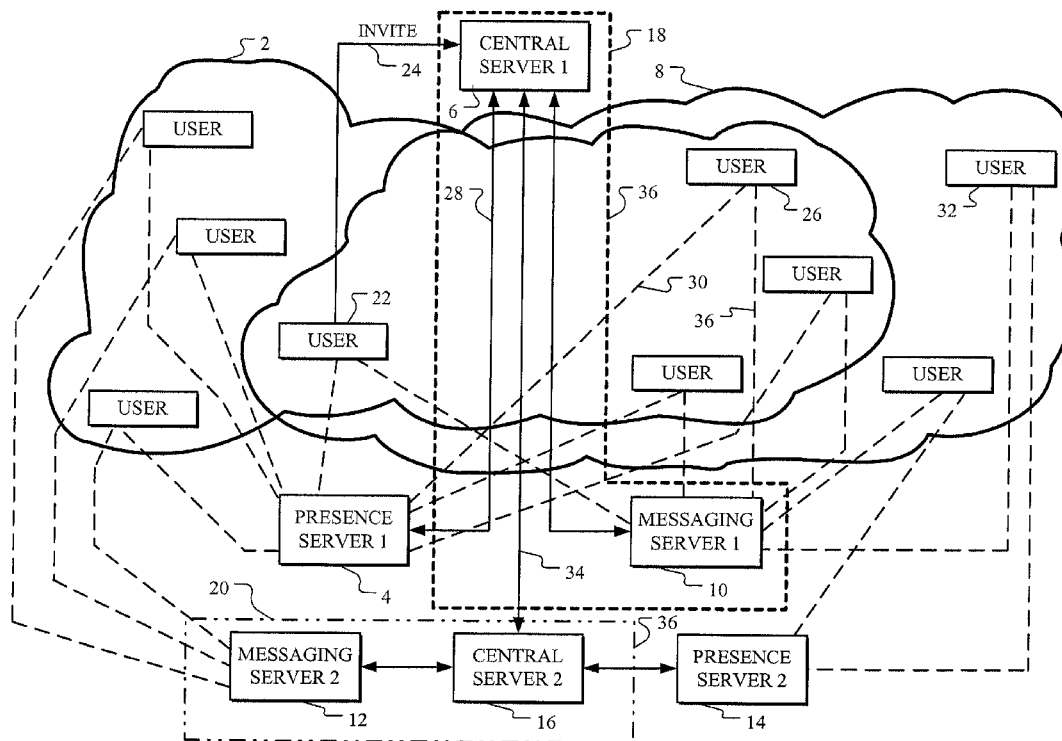 INVITE
24
CENTRAL
SERVER 1
6
18
2
8
USER
USER
26
USER
32
28
36
USER
30
USER
36
22
USER
USER
USER
USER
PRESENCE
SERVER 1
4
MESSAGING
SERVER 1
10
34
20
36
MESSAGING
SERVER 2
12
CENTRAL
SERVER 2
16
PRESENCE
SERVER 2
14